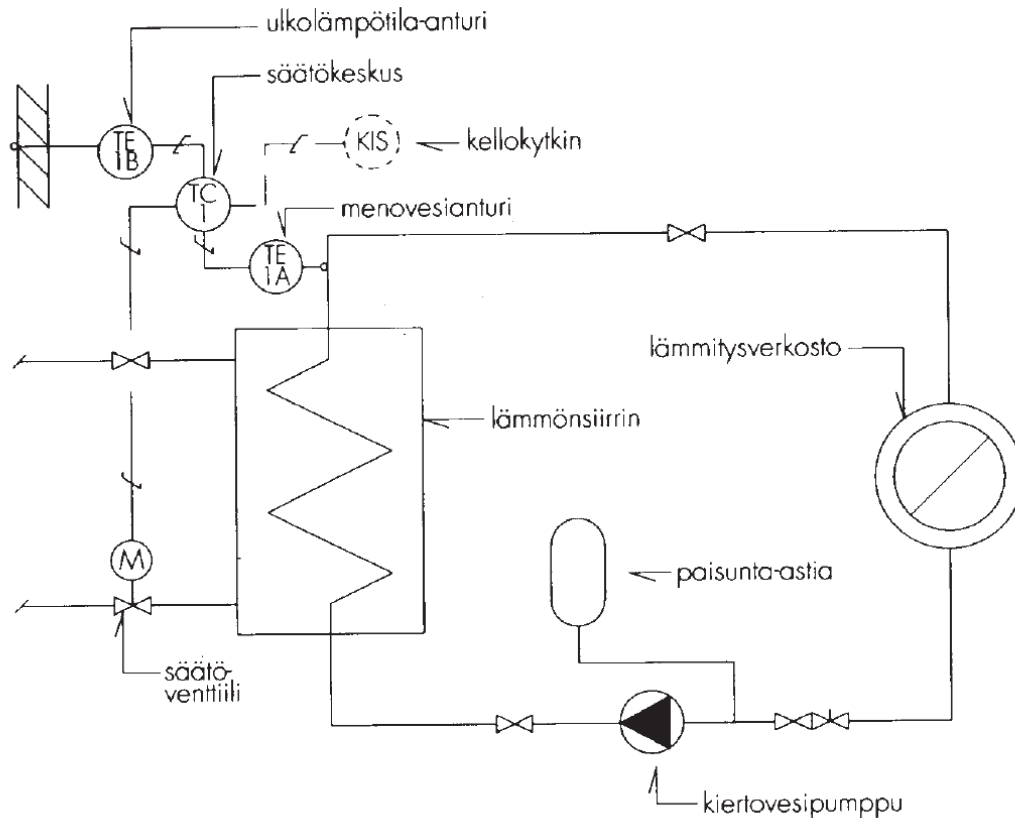 ulkolämpötila-anturi
säätökeskus
TE
1B
KIS
kellokytkin
TC
1
menovesianturi
TE
1A
lämmitysverkosto
lämmönsiirrin
M
paisunta-astia
säätö-
venttiili
kiertovesipumppu